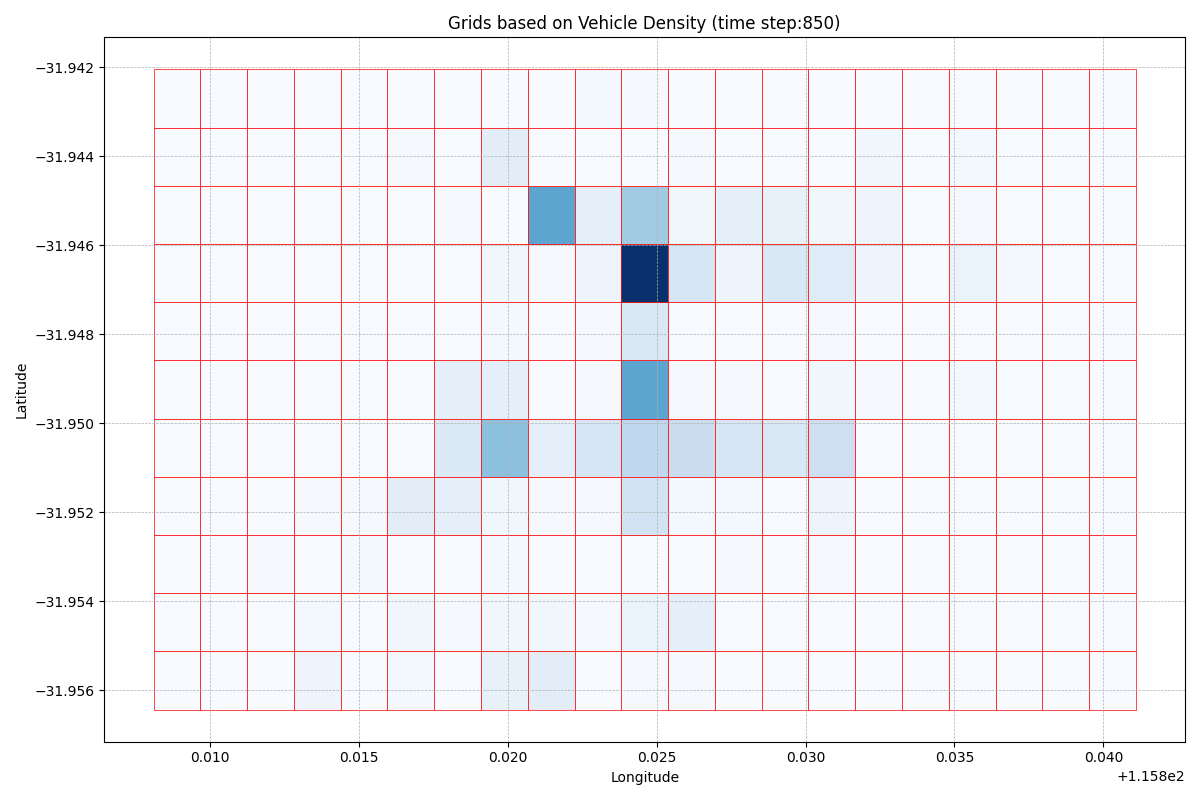 Grids based on Vehicle Density (time step:850)
−31.942
−31.944
−31.946
−31.948
−31.950
−31.952
−31.954
−31.956
Latitude
0.010 0.015 0.020 0.025 0.030 0.035 0.040
Longitude
+1.158e2